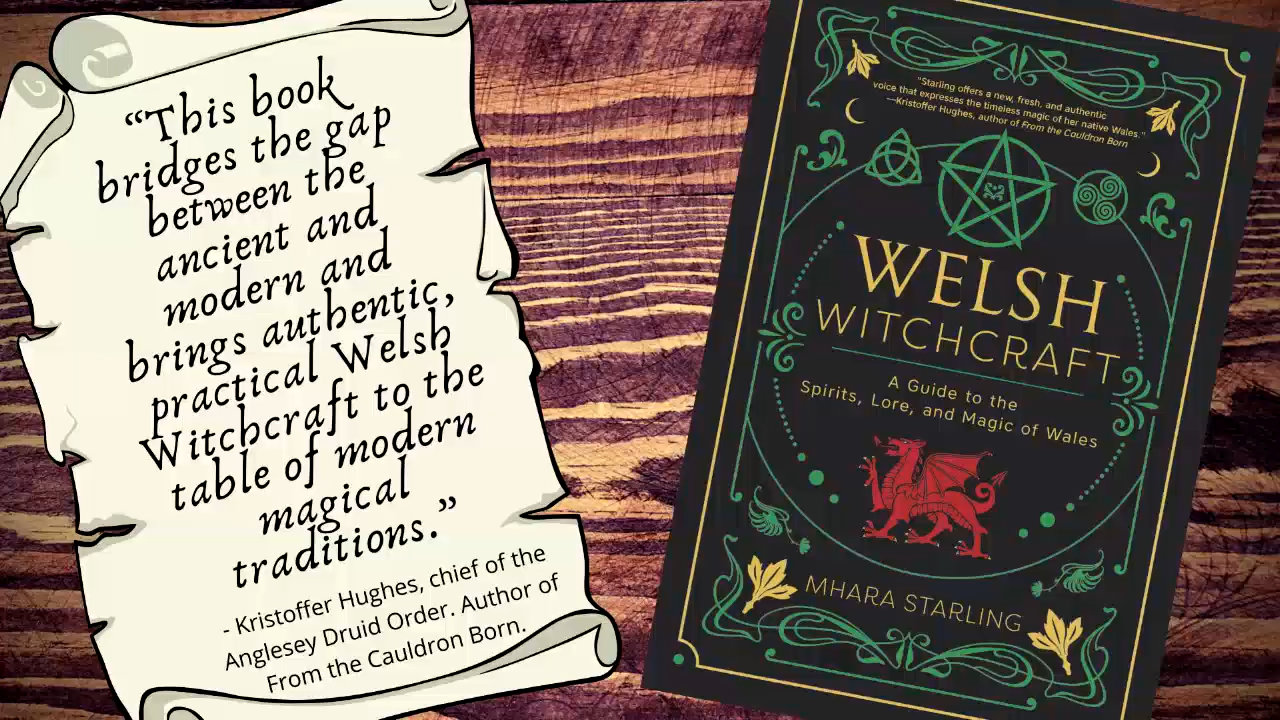 “This book
bridges the gap
between the
ancient and
modern and
brings authentic,
practical Welsh
Witchcraft to the
table of modern
magical
traditions.”
- Kristoffer Hughes, chief of the
Anglesey Druid Order. Author of
From the Cauldron Born.
"Starling offers a new, fresh, and authentic
voice that expresses the timeless magic of her native Wales."
—Kristoffer Hughes, author of From the Cauldron Born
WELSH
WITCHCRAFT
A Guide to the
Spirits, Lore, and Magic of Wales
MHARA STARLING